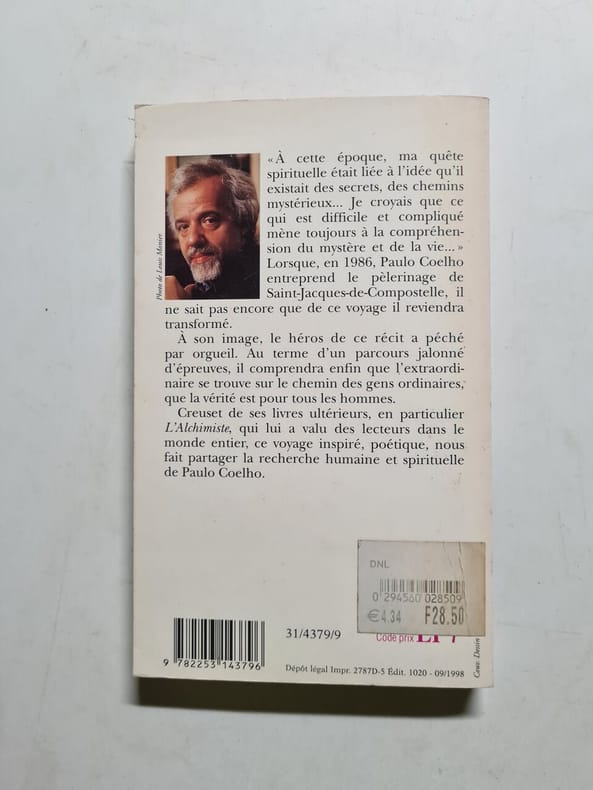 « À cette époque, ma quête
spirituelle était liée à l'idée qu'il
existait des secrets, des chemins
mystérieux... Je croyais que ce
qui est difficile et compliqué
mène toujours à la compréhen-
sion du mystère et de la vie... »
Lorsque, en 1986, Paulo Coelho
entreprend le pèlerinage de
Saint-Jacques-de-Compostelle, il
ne sait pas encore que de ce voyage il reviendra
transformé.
À son image, le héros de ce récit a péché
par orgueil. Au terme d'un parcours jalonné
d'épreuves, il comprendra enfin que l'extraordi-
naire se trouve sur le chemin des gens ordinaires,
que la vérité est pour tous les hommes.
Creuset de ses livres ultérieurs, en particulier
L'Alchimiste, qui lui a valu des lecteurs dans le
monde entier, ce voyage inspiré, poétique, nous
fait partager la recherche humaine et spirituelle
de Paulo Coelho.
Photo de Louis Monier
DNL
0 294560 028509
€4.34 F28.50
31/4379/9
Code prix
9 782253 143796
Dépôt légal Impr. 2787D-5 Édit. 1020 - 09/1998
Couv. Denin